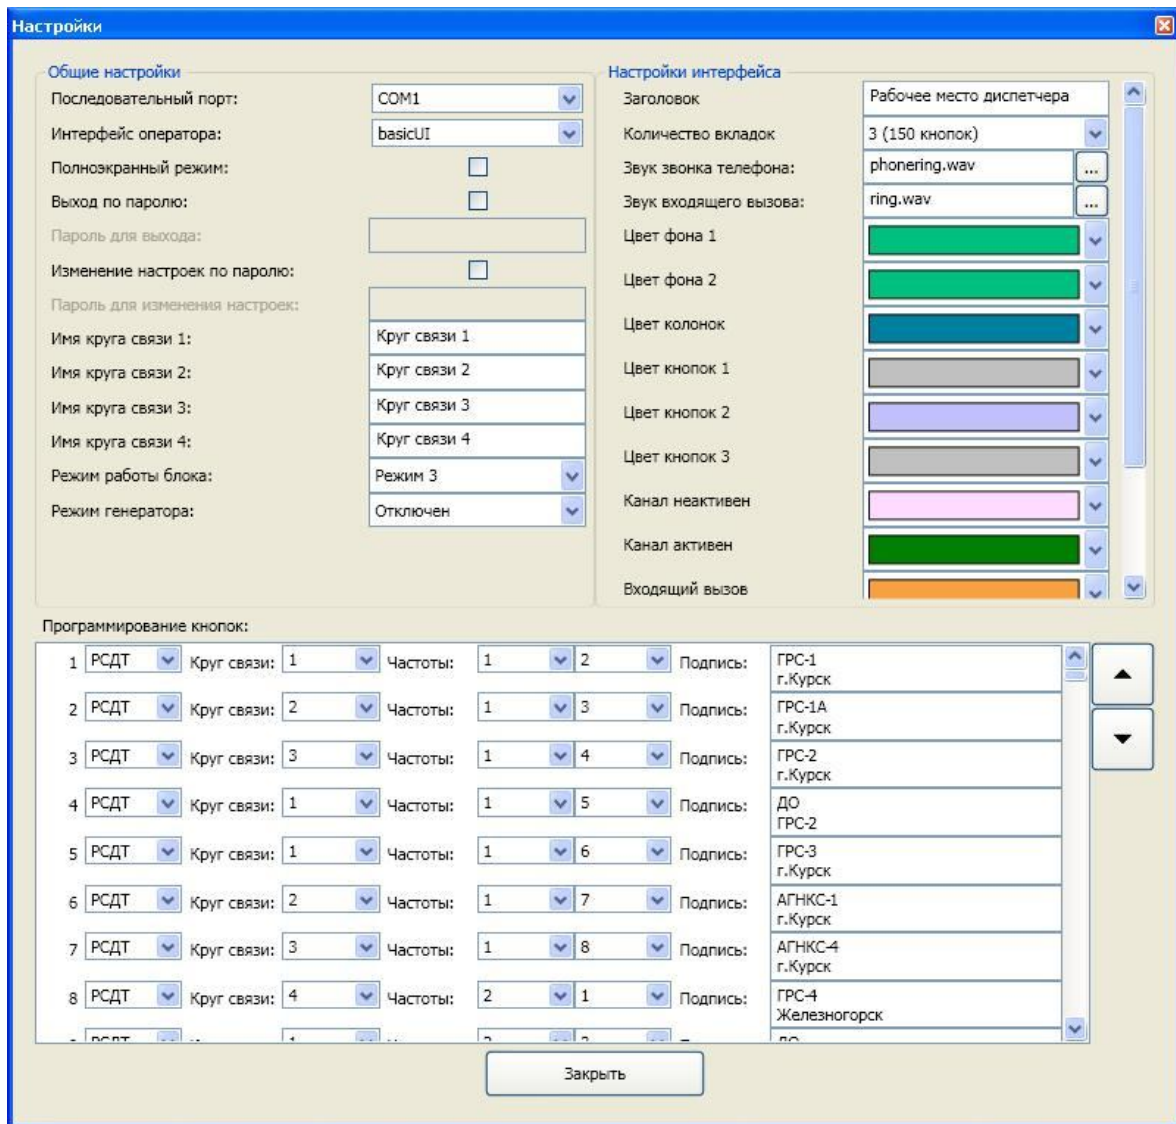 Настройки
Общие настройки
Последовательный порт: COM1
Интерфейс оператора: basicUI
Полноэкранный режим:
Выход по паролю:
Пароль для выхода:
Изменение настроек по паролю:
Пароль для изменения настроек:
Имя круга связи 1: Круг связи 1
Имя круга связи 2: Круг связи 2
Имя круга связи 3: Круг связи 3
Имя круга связи 4: Круг связи 4
Режим работы блока: Режим 3
Режим генератора: Отключен
Настройки интерфейса
Заголовок Рабочее место диспетчера
Количество вкладок 3 (150 кнопок)
Звук звонка телефона: phonering.wav ...
Звук входящего вызова: ring.wav ...
Цвет фона 1
Цвет фона 2
Цвет колонок
Цвет кнопок 1
Цвет кнопок 2
Цвет кнопок 3
Канал неактивен
Канал активен
Входящий вызов
Программирование кнопок:
1 РСДТ Круг связи: 1 Частоты: 1 2 Подпись: ГРС-1
г.Курск
2 РСДТ Круг связи: 2 Частоты: 1 3 Подпись: ГРС-1А
г.Курск
3 РСДТ Круг связи: 3 Частоты: 1 4 Подпись: ГРС-2
г.Курск
4 РСДТ Круг связи: 1 Частоты: 1 5 Подпись: ДО
ГРС-2
5 РСДТ Круг связи: 1 Частоты: 1 6 Подпись: ГРС-3
г.Курск
6 РСДТ Круг связи: 2 Частоты: 1 7 Подпись: АГНКС-1
г.Курск
7 РСДТ Круг связи: 3 Частоты: 1 8 Подпись: АГНКС-4
г.Курск
8 РСДТ Круг связи: 4 Частоты: 2 1 Подпись: ГРС-4
Железногорск
Закрыть